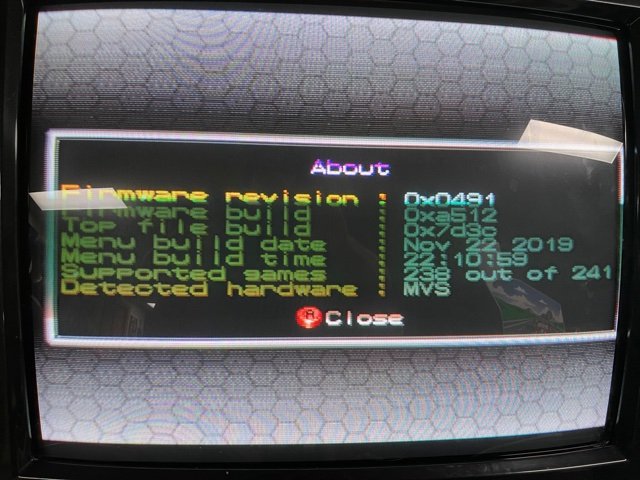 About
Firmware revision : 0x0491
Firmware build : 0xa512
Top file build : 0x7d3c
Menu build date : Nov 22 2019
Menu build time : 22:10:59
Supported games : 238 out of 241
Detected hardware : MVS
A Close